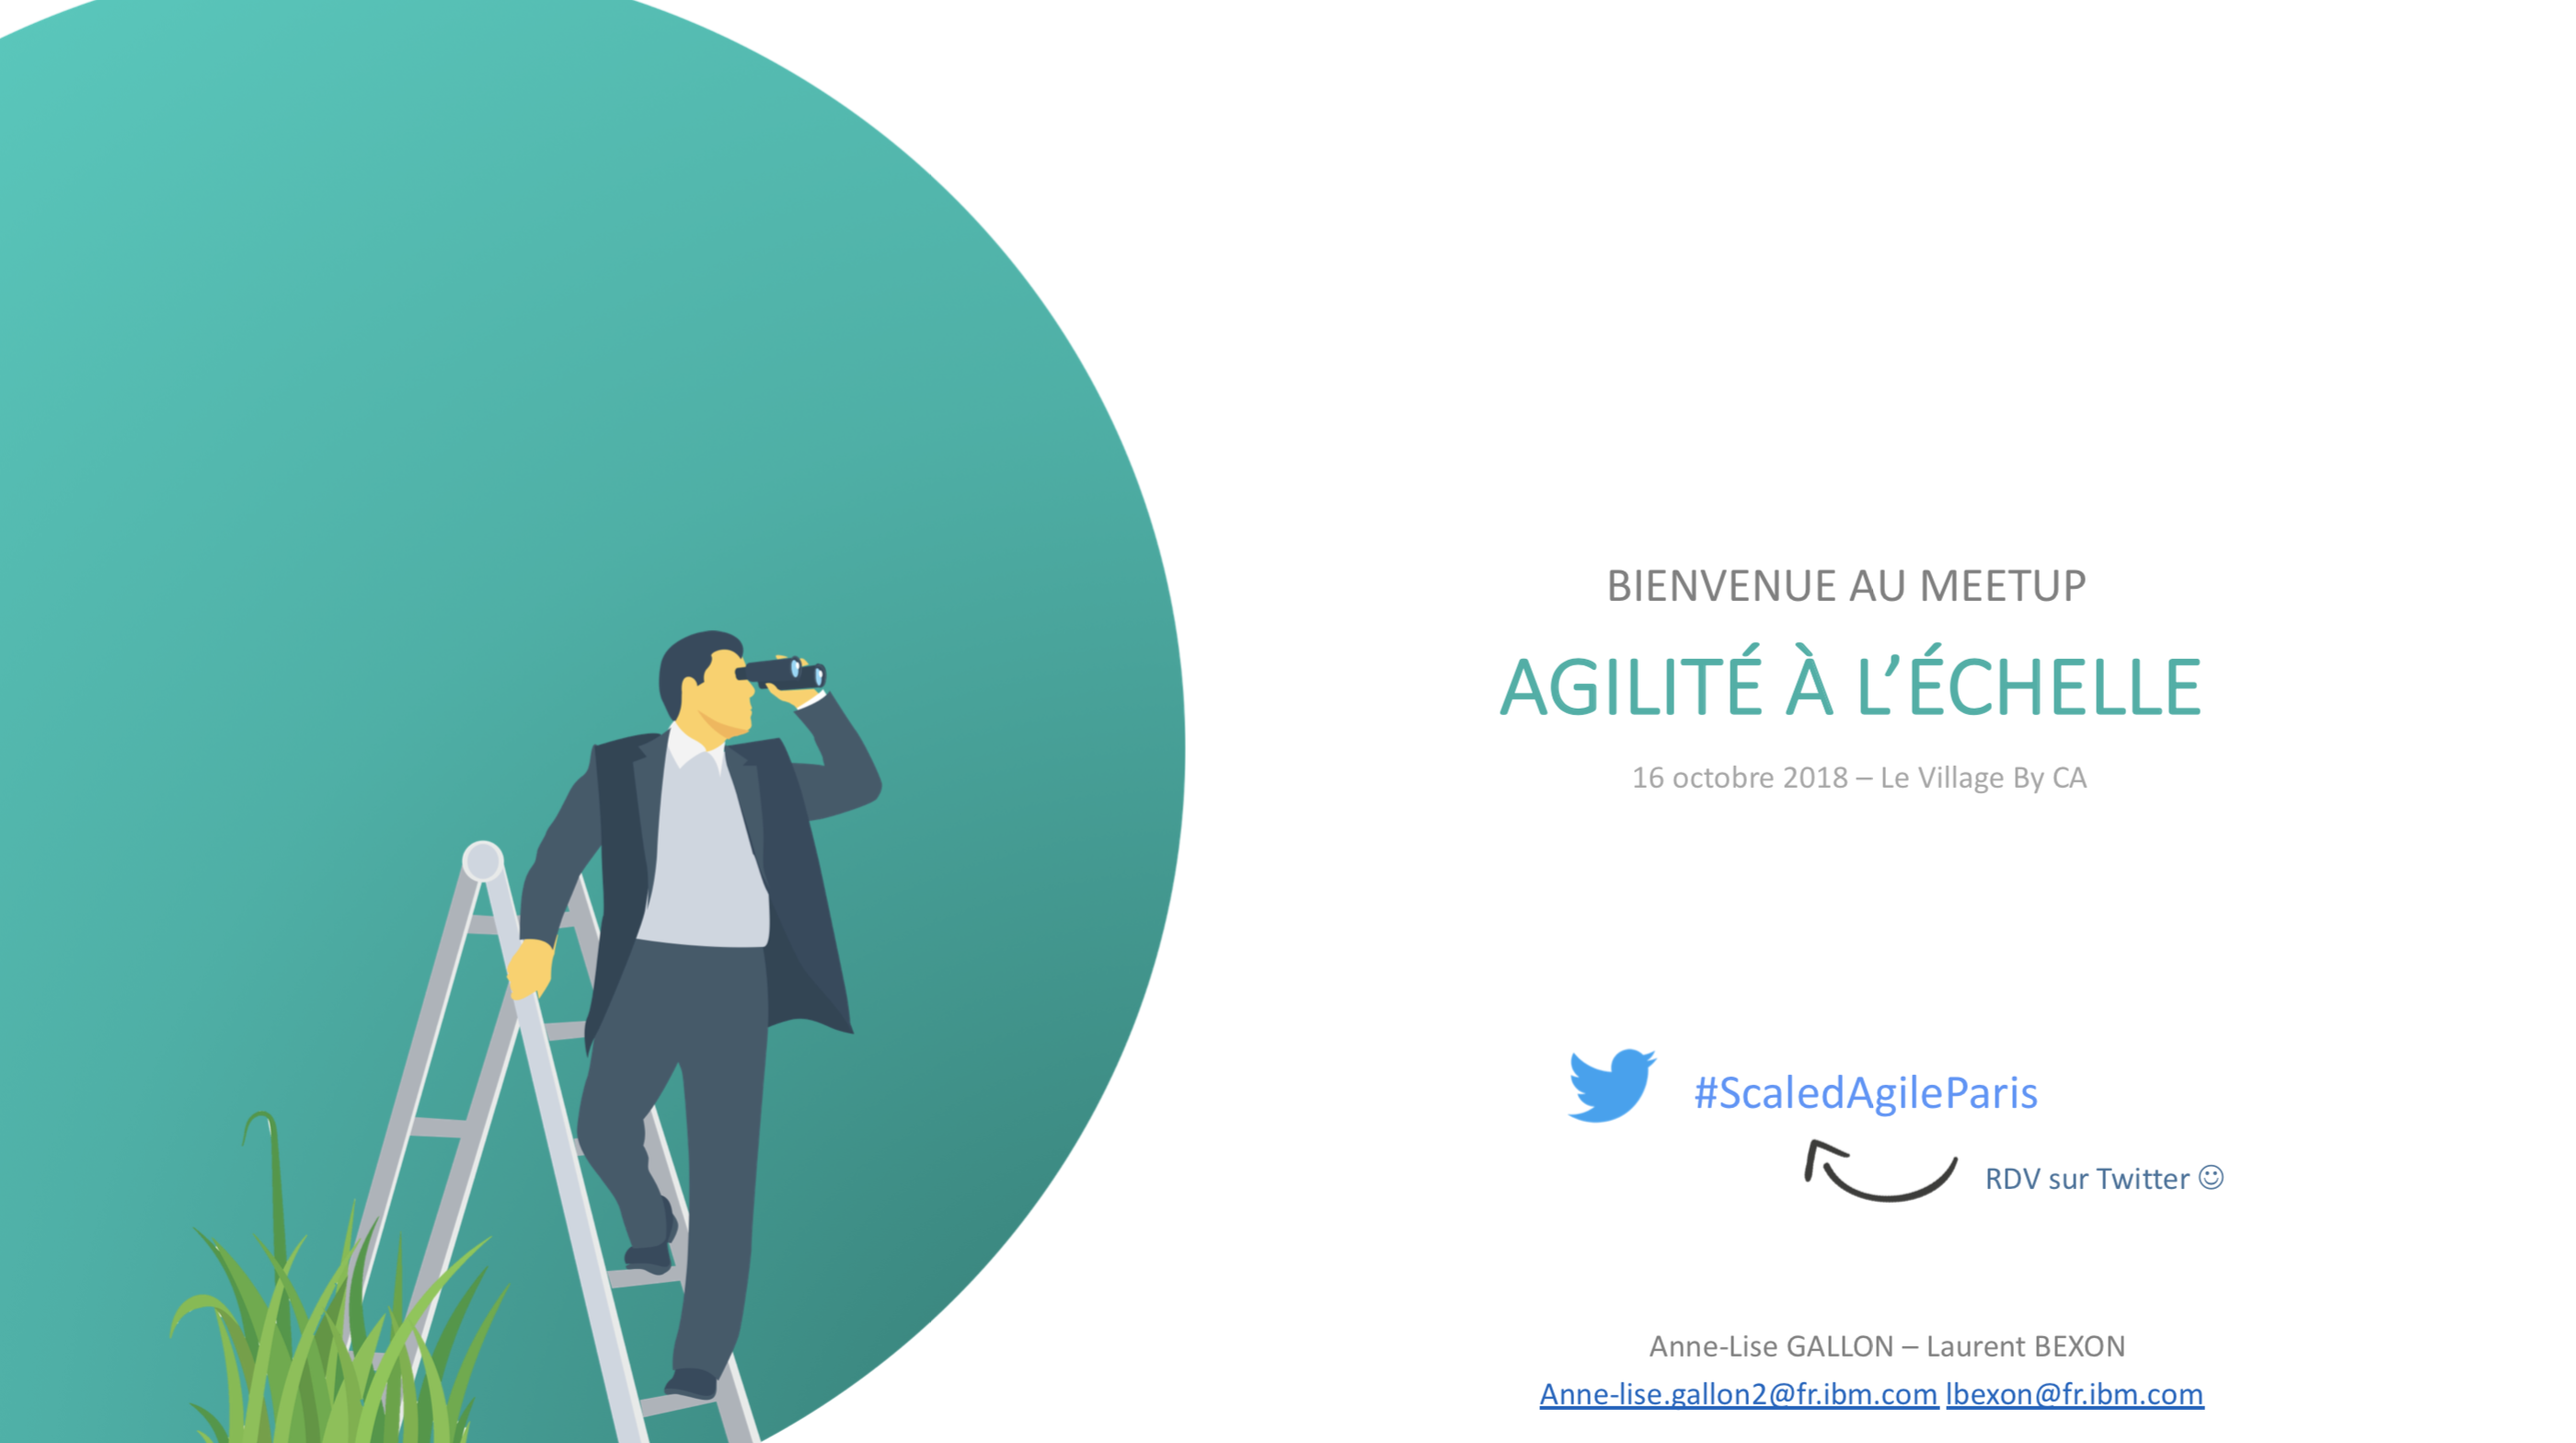 BIENVENUE AU MEETUP
AGILITÉ À L’ÉCHELLE
16 octobre 2018 – Le Village By CA
#ScaledAgileParis
RDV sur Twitter ☺
Anne-Lise GALLON – Laurent BEXON
Anne-lise.gallon2@fr.ibm.com lbexon@fr.ibm.com